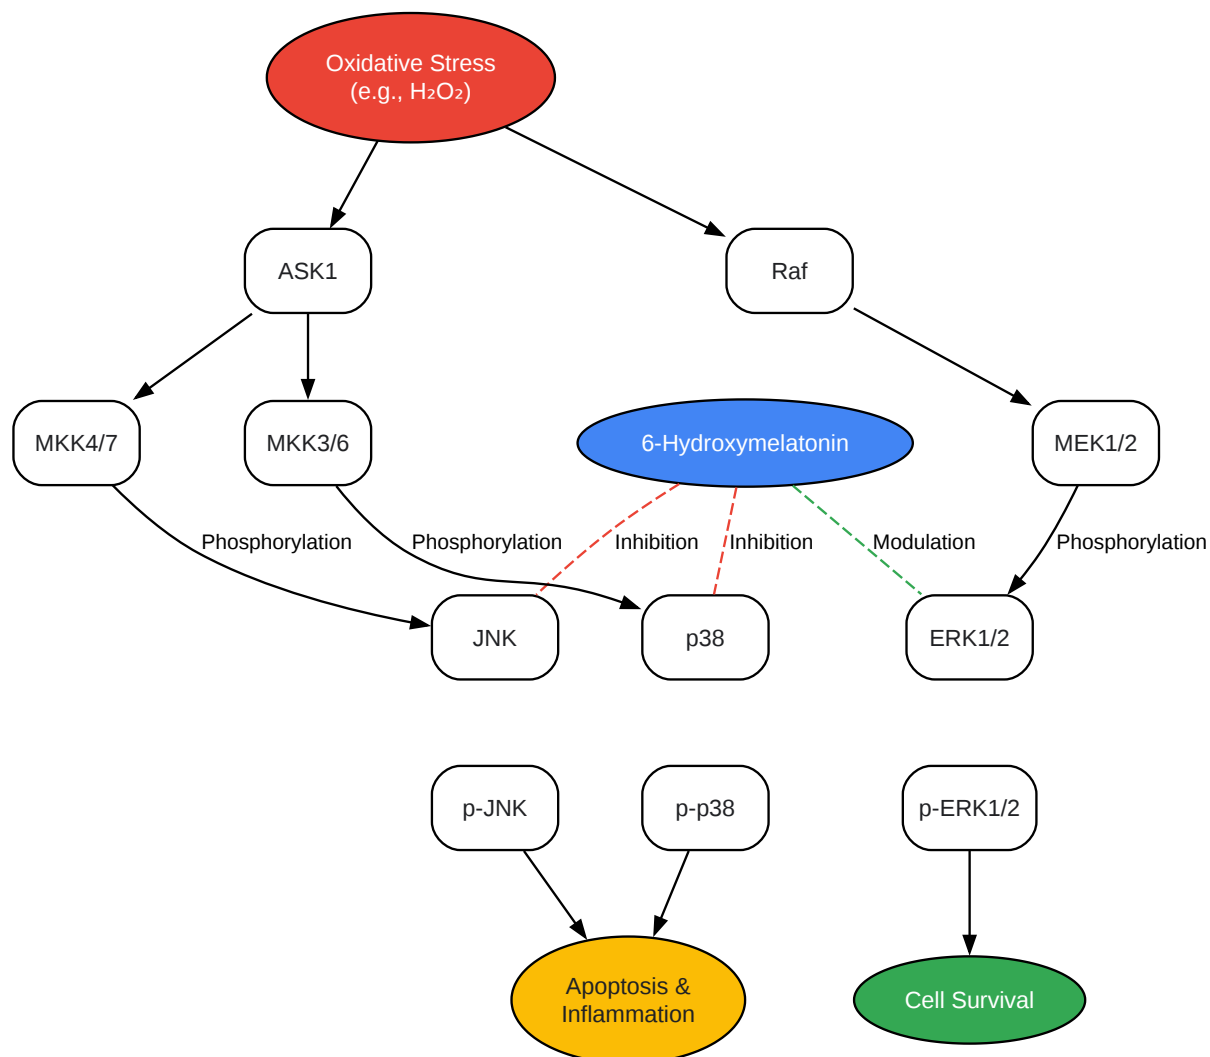 Oxidative Stress
(e.g., H₂O₂)
ASK1
Raf
MKK4/7
MKK3/6
6-Hydroxymelatonin
MEK1/2
Phosphorylation
Phosphorylation
Inhibition
Inhibition
Modulation
Phosphorylation
JNK
p38
ERK1/2
p-JNK
p-p38
p-ERK1/2
Apoptosis &
Inflammation
Cell Survival